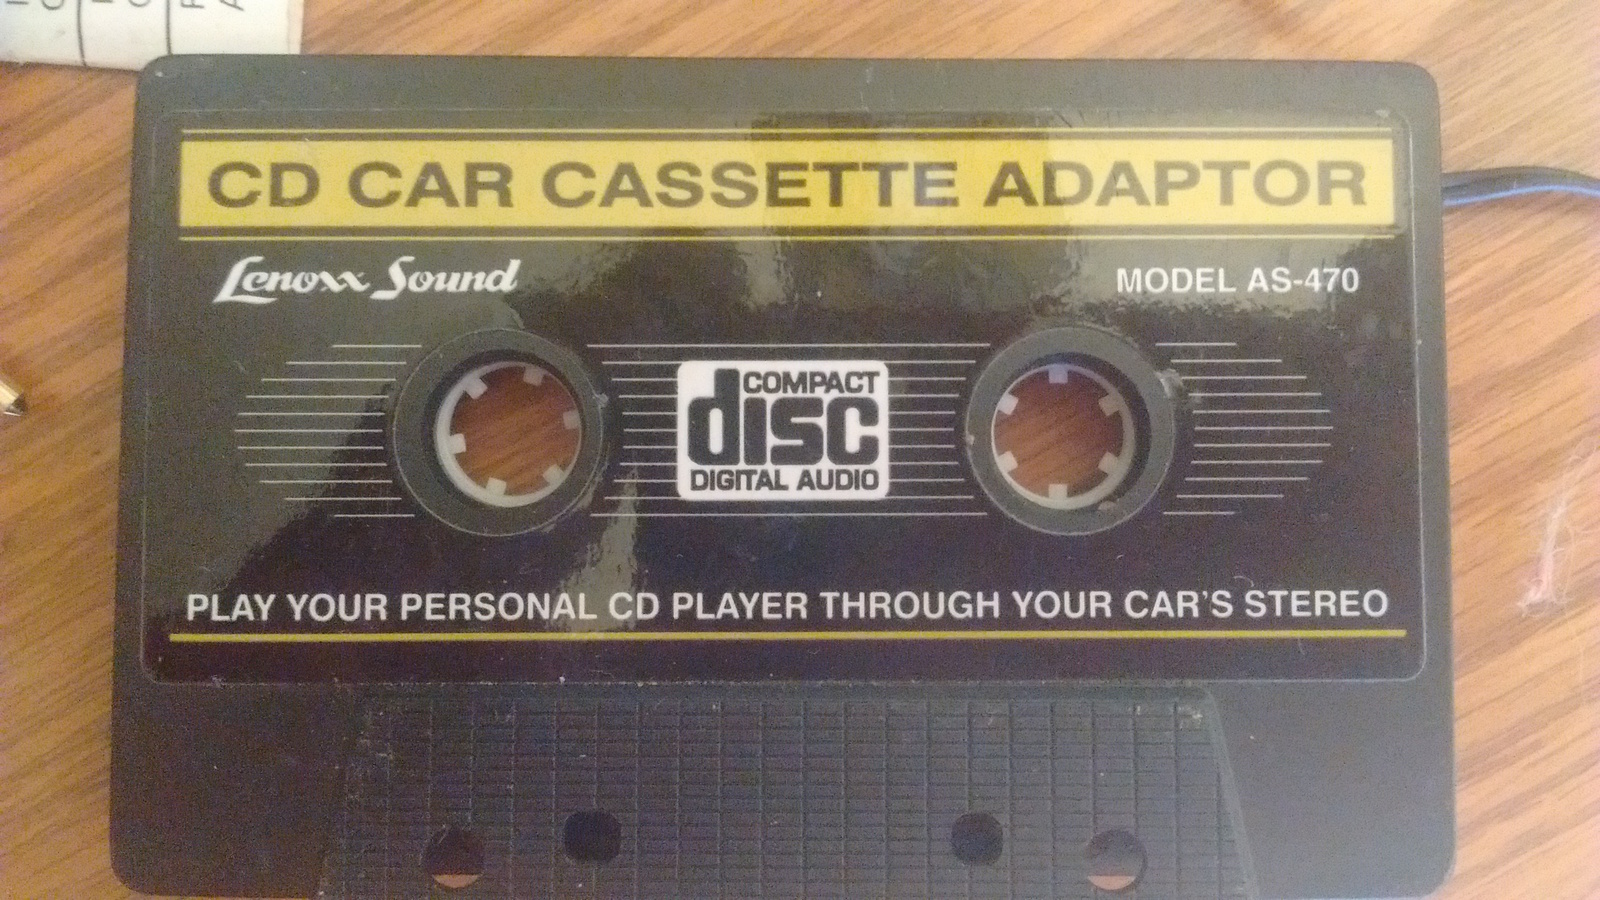 CD CAR CASSETTE ADAPTOR
Lenoxx Sound
MODEL AS-470
COMPACT
disc
DIGITAL AUDIO
PLAY YOUR PERSONAL CD PLAYER THROUGH YOUR CAR'S STEREO